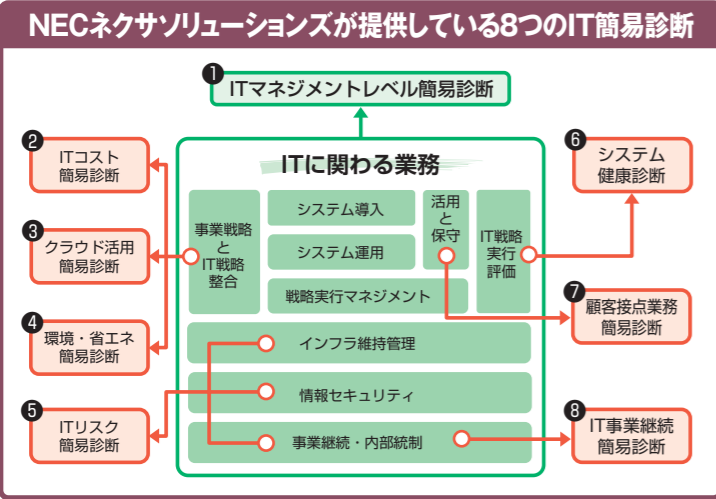 NECネクサソリューションズが提供している8つのIT簡易診断
❶
ITマネジメントレベル簡易診断
❷
ITコスト
簡易診断
❸
クラウド活用
簡易診断
❹
環境・省エネ
簡易診断
❺
ITリスク
簡易診断
ITに関わる業務
事業戦略
と
IT戦略
整合
システム導入
システム運用
戦略実行マネジメント
活用
と
保守
IT戦略
実行
評価
インフラ維持管理
情報セキュリティ
事業継続・内部統制
❻
システム
健康診断
❼
顧客接点業務
簡易診断
❽
IT事業継続
簡易診断